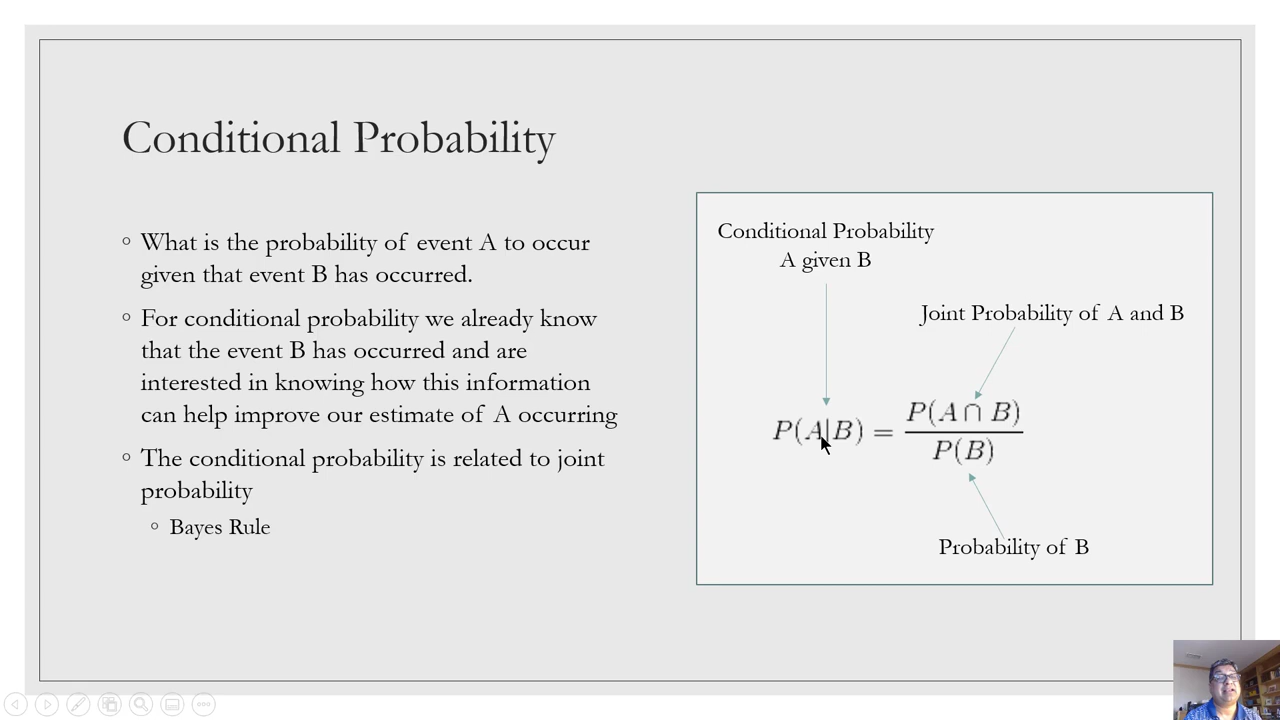 Conditional Probability
◦ What is the probability of event A to occur
given that event B has occurred.
◦ For conditional probability we already know
that the event B has occurred and are
interested in knowing how this information
can help improve our estimate of A occurring
◦ The conditional probability is related to joint
probability
◦ Bayes Rule
Conditional Probability
A given B
Joint Probability of A and B
P(A|B) = P(A ∩ B) / P(B)
Probability of B